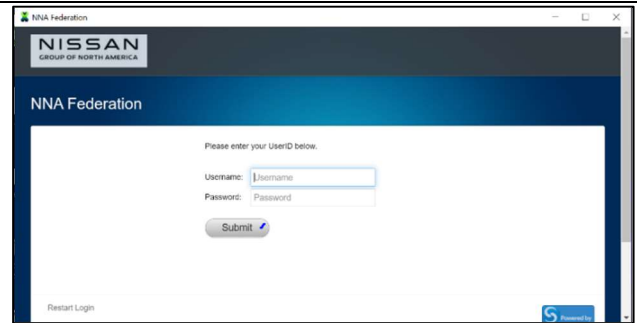 NNA Federation
NISSAN
GROUP OF NORTH AMERICA
NNA Federation
Please enter your UserID below.
Username: Username
Password: Password
Submit
Restart Login
S Powered by